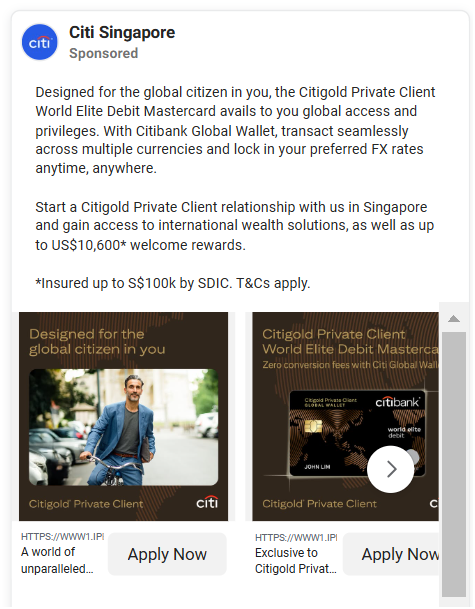 citi
Citi Singapore
Sponsored
Designed for the global citizen in you, the Citigold Private Client
World Elite Debit Mastercard avails to you global access and
privileges. With Citibank Global Wallet, transact seamlessly
across multiple currencies and lock in your preferred FX rates
anytime, anywhere.
Start a Citigold Private Client relationship with us in Singapore
and gain access to international wealth solutions, as well as up
to US$10,600* welcome rewards.
*Insured up to S$100k by SDIC. T&Cs apply.
Designed for the
global citizen in you
Citigold® Private Client
citi
HTTPS://WWW1.IPI
A world of
unparalleled...
Apply Now
Citigold Private Client
World Elite Debit Masterca
Zero conversion fees with Citi Global Wall
Citigold Private Client
GLOBAL WALLET
citibank
world elite
debit
JOHN LIM
Citigold® Private Client
c
HTTPS://WWW1.IPI
Exclusive to
Citigold Privat...
Apply Now